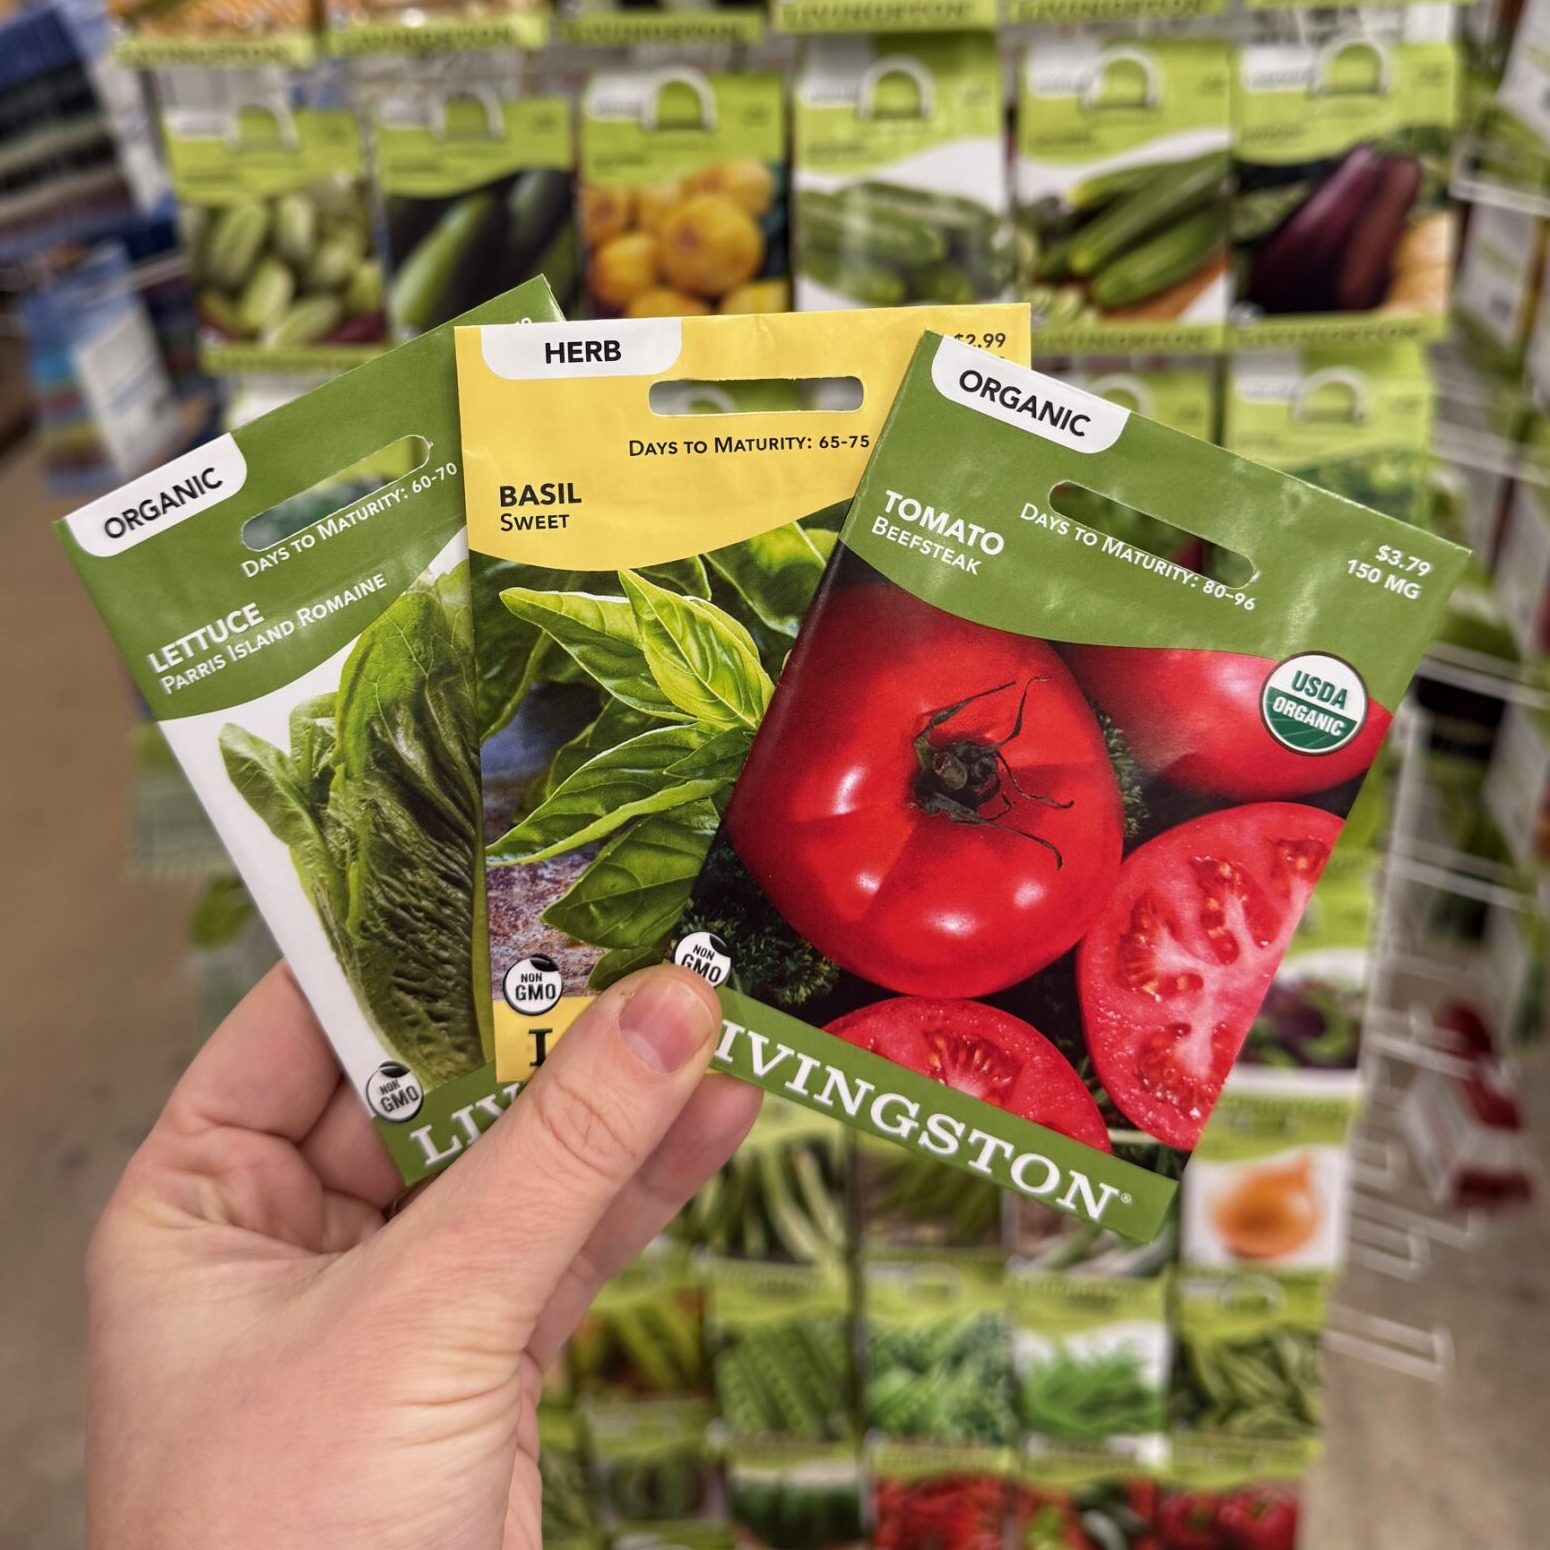 ORGANIC
DAYS TO MATURITY: 60-70
LETTUCE
PARRIS ISLAND ROMAINE
NON
GMO
HERB
$2.99
DAYS TO MATURITY: 65-75
BASIL
SWEET
NON
GMO
ORGANIC
TOMATO
BEEFSTEAK
DAYS TO MATURITY: 80-96
$3.79
150 MG
USDA
ORGANIC
NON
GMO
LIVINGSTON®